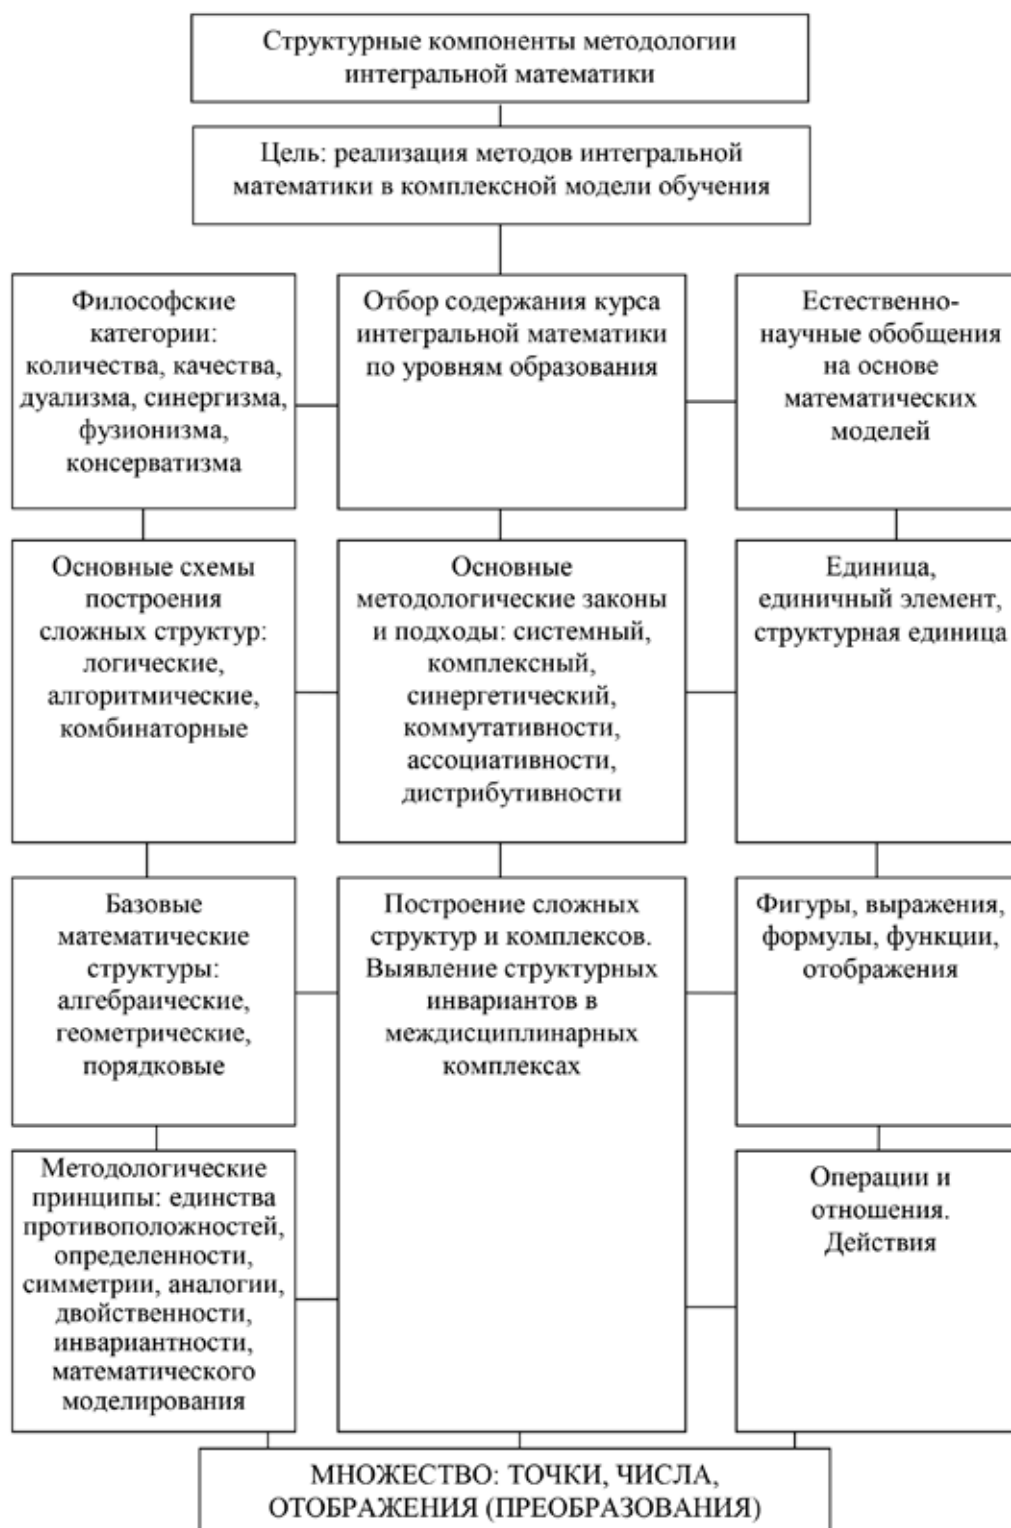 Структурные компоненты методологии
интегральной математики
Цель: реализация методов интегральной
математики в комплексной модели обучения
Философские
категории:
количества, качества,
дуализма, синергизма,
фузионизма,
консерватизма
Отбор содержания курса
интегральной математики
по уровням образования
Естественно-
научные обобщения
на основе
математических
моделей
Основные схемы
построения
сложных структур:
логические,
алгоритмические,
комбинаторные
Основные
методологические законы
и подходы: системный,
комплексный,
синергетический,
коммутативности,
ассоциативности,
дистрибутивности
Единица,
единичный элемент,
структурная единица
Базовые
математические
структуры:
алгебраические,
геометрические,
порядковые
Построение сложных
структур и комплексов.
Выявление структурных
инвариантов в
междисциплинарных
комплексах
Фигуры, выражения,
формулы, функции,
отображения
Методологические
принципы: единства
противоположностей,
определенности,
симметрии, аналогии,
двойственности,
инвариантности,
математического
моделирования
Операции и
отношения.
Действия
МНОЖЕСТВО: ТОЧКИ, ЧИСЛА,
ОТОБРАЖЕНИЯ (ПРЕОБРАЗОВАНИЯ)